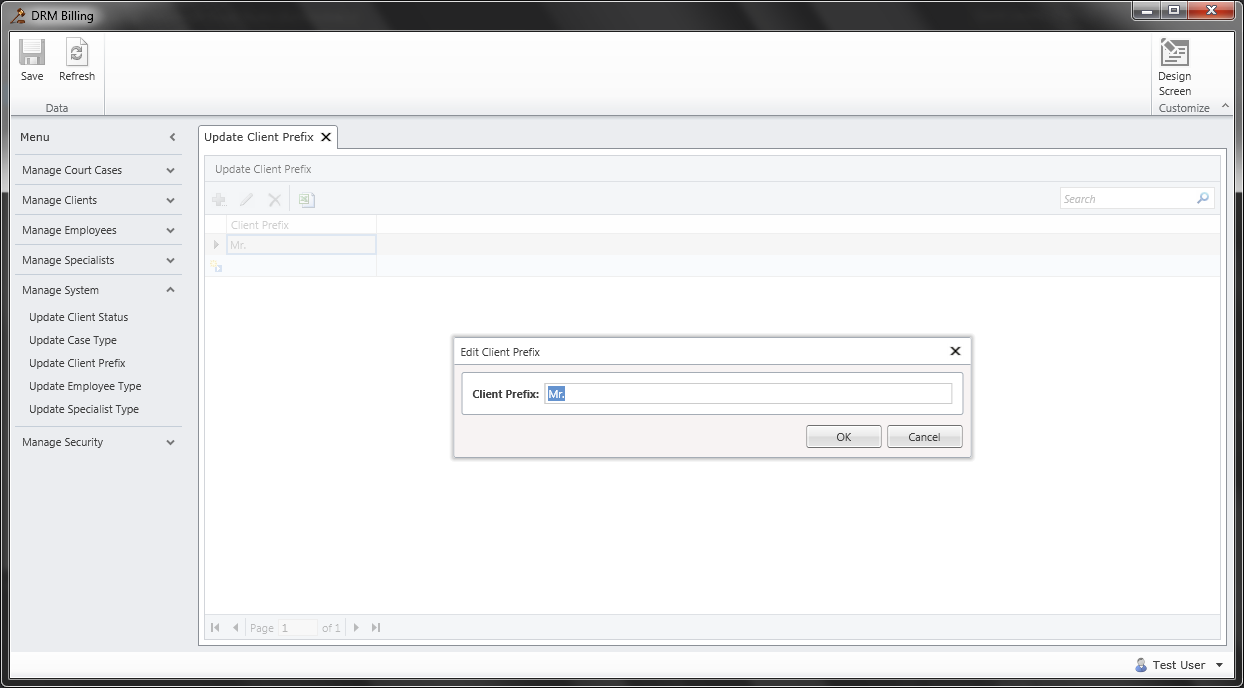 DRM Billing
Save
Refresh
Data
Design
Screen
Customize
Menu
Manage Court Cases
Manage Clients
Manage Employees
Manage Specialists
Manage System
Update Client Status
Update Case Type
Update Client Prefix
Update Employee Type
Update Specialist Type
Manage Security
Update Client Prefix
Update Client Prefix
Search
Client Prefix
Mr.
Edit Client Prefix
Client Prefix: Mr.
OK Cancel
Page 1 of 1
Test User